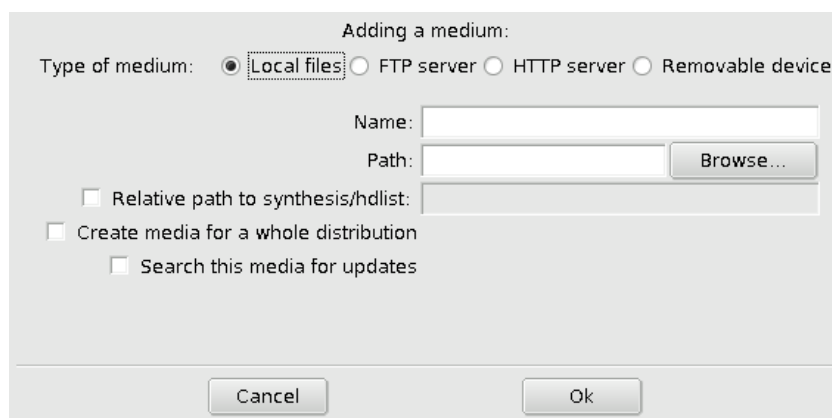 Adding a medium:
Type of medium: Local files FTP server HTTP server Removable device
Name:
Path: Browse...
Relative path to synthesis/hdlist:
Create media for a whole distribution
Search this media for updates
Cancel Ok